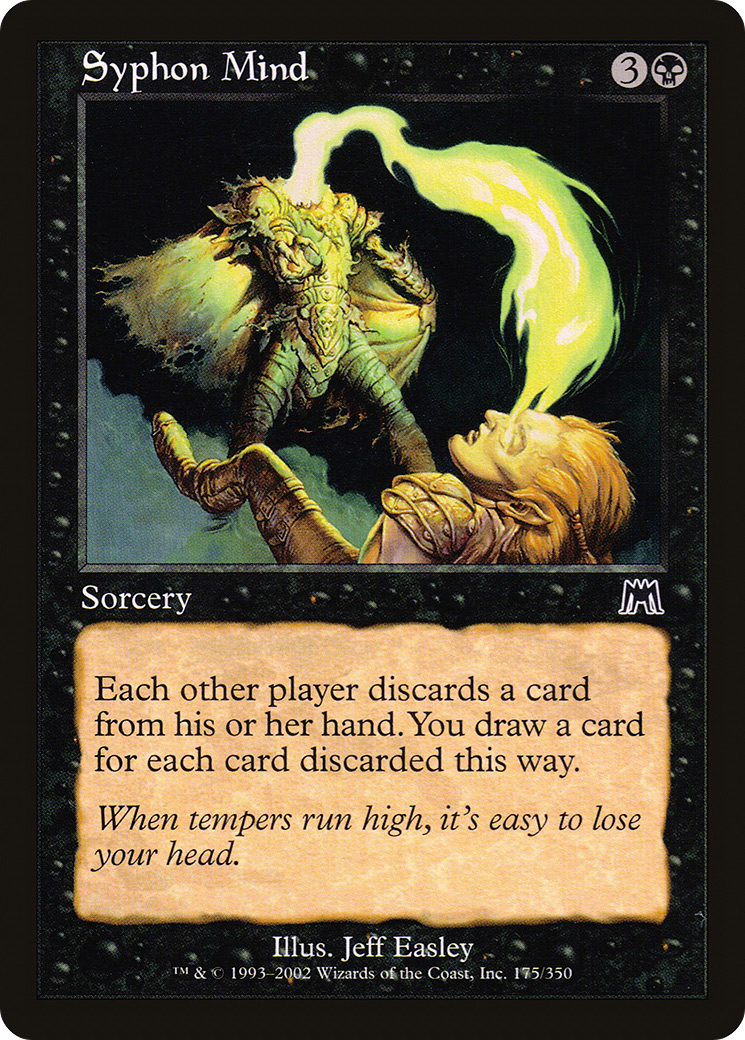 Syphon Mind 3
Sorcery
Each other player discards a card
from his or her hand. You draw a card
for each card discarded this way.
When tempers run high, it's easy to lose
your head.
Illus. Jeff Easley
™ & © 1993–2002 Wizards of the Coast, Inc. 175/350